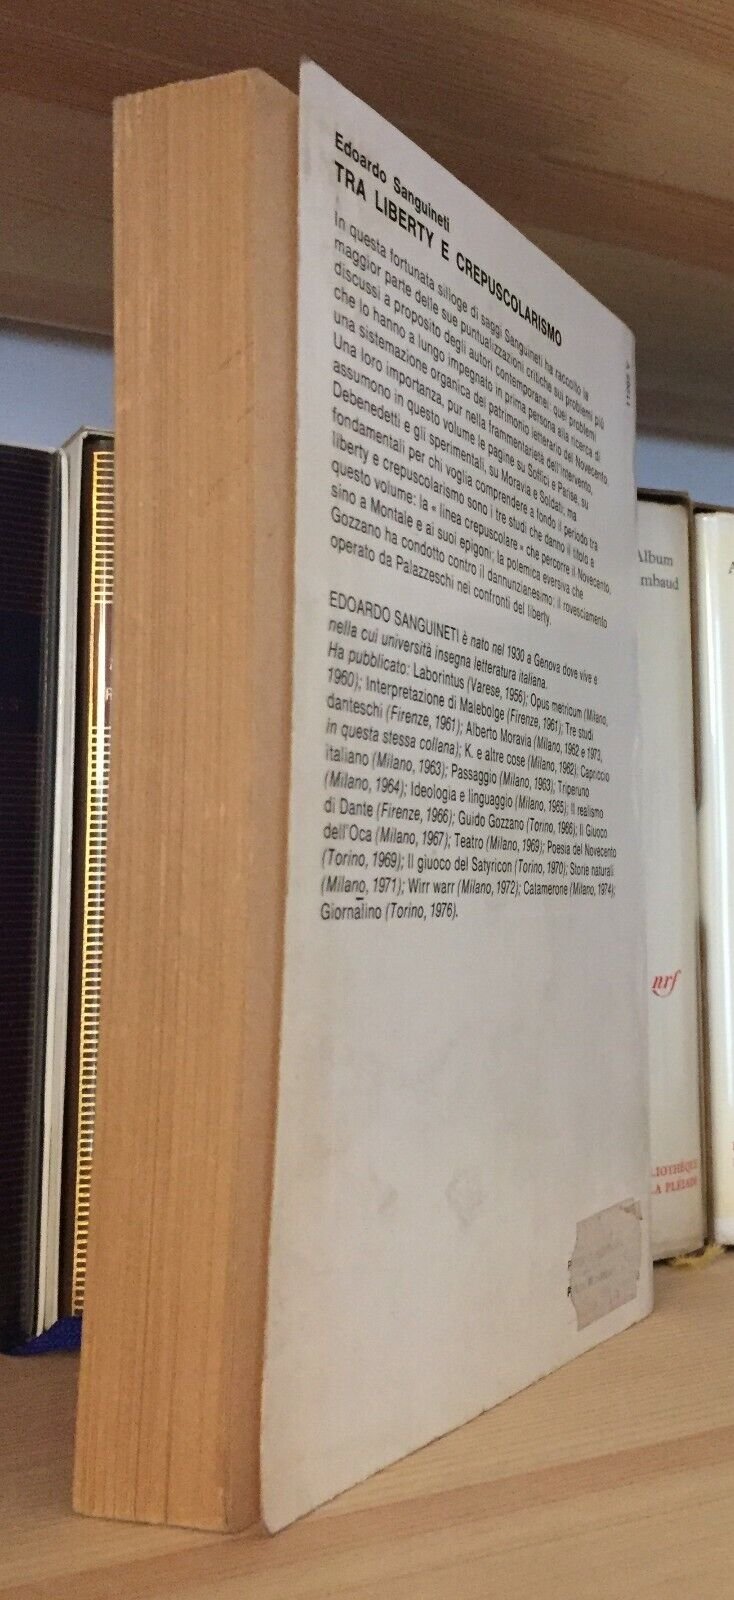 Edoardo Sanguineti
TRA LIBERTY E CREPUSCOLARISMO
In questa fortunata silloge di saggi Sanguineti ha raccolto la
maggior parte delle sue puntualizzazioni critiche sui problemi più
discussi a proposito degli autori contemporanei, quei problemi
che lo hanno a lungo impegnato in prima persona alla ricerca di
una sistemazione organica del patrimonio letterario del Novecento.
Una loro importanza, pur nella frammentarietà dell'intervento,
assumono in questo volume le pagine su Soffici e Parise, su
Debenedetti e gli sperimentali, su Moravia e Soldati; ma
fondamentali per chi voglia comprendere a fondo il periodo tra
liberty e crepuscolarismo sono i tre studi che danno il titolo a
questo volume: la « linea crepuscolare » che percorre il Novecento,
sino a Montale e ai suoi epigoni; la polemica eversiva che
Gozzano ha condotto contro il dannunzianesimo; il rovesciamento
operato da Palazzeschi nei confronti del liberty.
EDOARDO SANGUINETI è nato nel 1930 a Genova dove vive e
nella cui università insegna letteratura italiana.
Ha pubblicato: Laborintus (Varese, 1956); Opus metricum (Milano,
1960); Interpretazione di Malebolge (Firenze, 1961); Tre studi
danteschi (Firenze, 1961); Alberto Moravia (Milano, 1962 e 1973,
in questa stessa collana); K. e altre cose (Milano, 1962); Capriccio
italiano (Milano, 1963); Passaggio (Milano, 1963); Triperuno
(Milano, 1964); Ideologia e linguaggio (Milano, 1965); Il realismo
di Dante (Firenze, 1966); Guido Gozzano (Torino, 1966); Il Giuoco
dell'Oca (Milano, 1967); Teatro (Milano, 1969); Poesia del Novecento
(Torino, 1969); Il giuoco del Satyricon (Torino, 1970); Storie naturali
(Milano, 1971); Wirr warr (Milano, 1972); Catamerone (Milano, 1974);
Giornalino (Torino, 1976).
Album
nrf